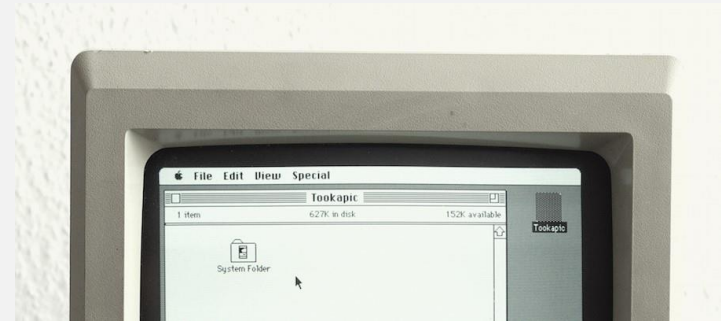 File Edit View Special
Tookapic
1 item 627K in disk 152K available
Tookapic
System Folder